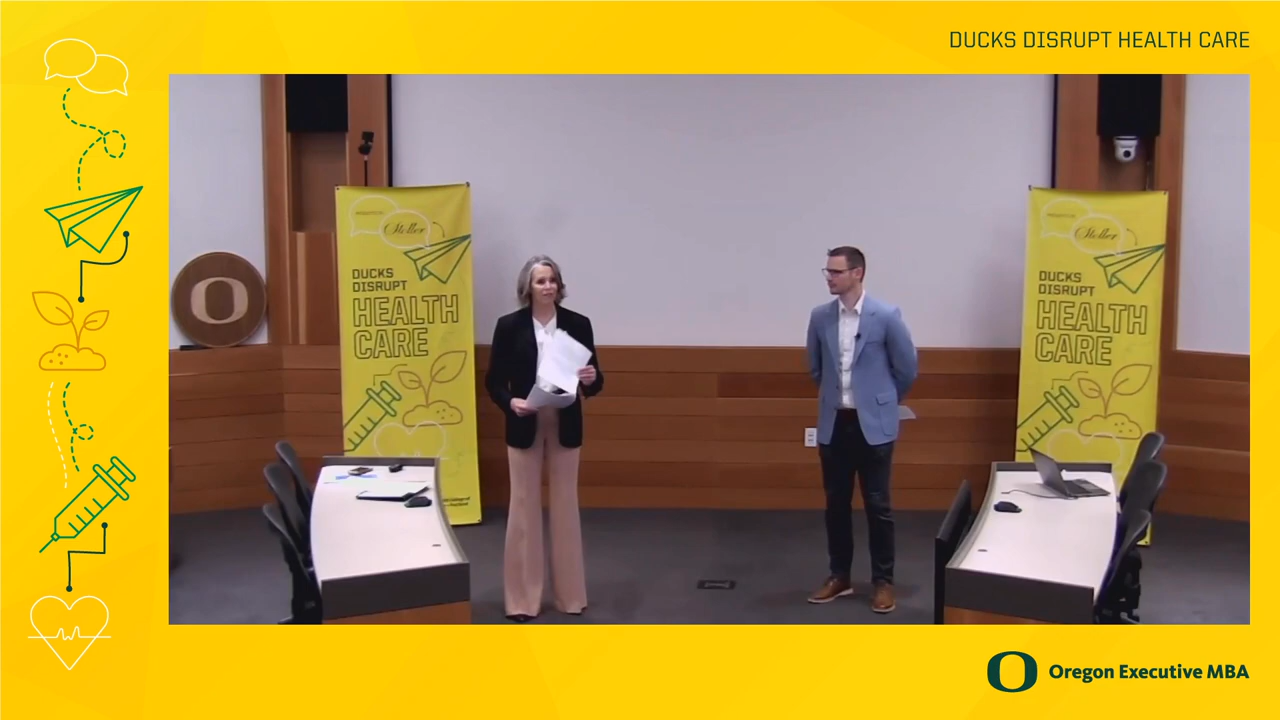 DUCKS DISRUPT HEALTH CARE
Stoller
DUCKS
DISRUPT
HEALTH
CARE
O
Stoller
DUCKS
DISRUPT
HEALTH
CARE
O Oregon Executive MBA